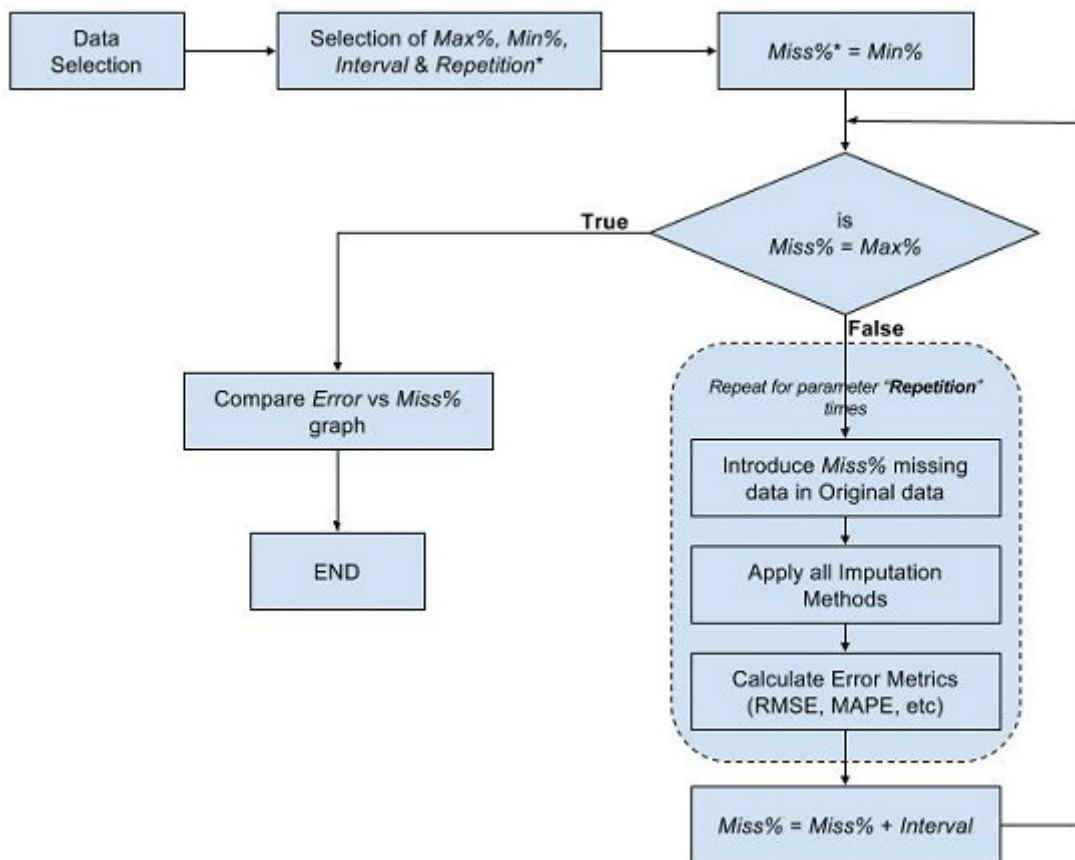 Data
Selection
Selection of Max%, Min%,
Interval & Repetition*
Miss%* = Min%
is
Miss% = Max%
True
False
Compare Error vs Miss%
graph
END
Repeat for parameter “Repetition”
times
Introduce Miss% missing
data in Original data
Apply all Imputation
Methods
Calculate Error Metrics
(RMSE, MAPE, etc)
Miss% = Miss% + Interval